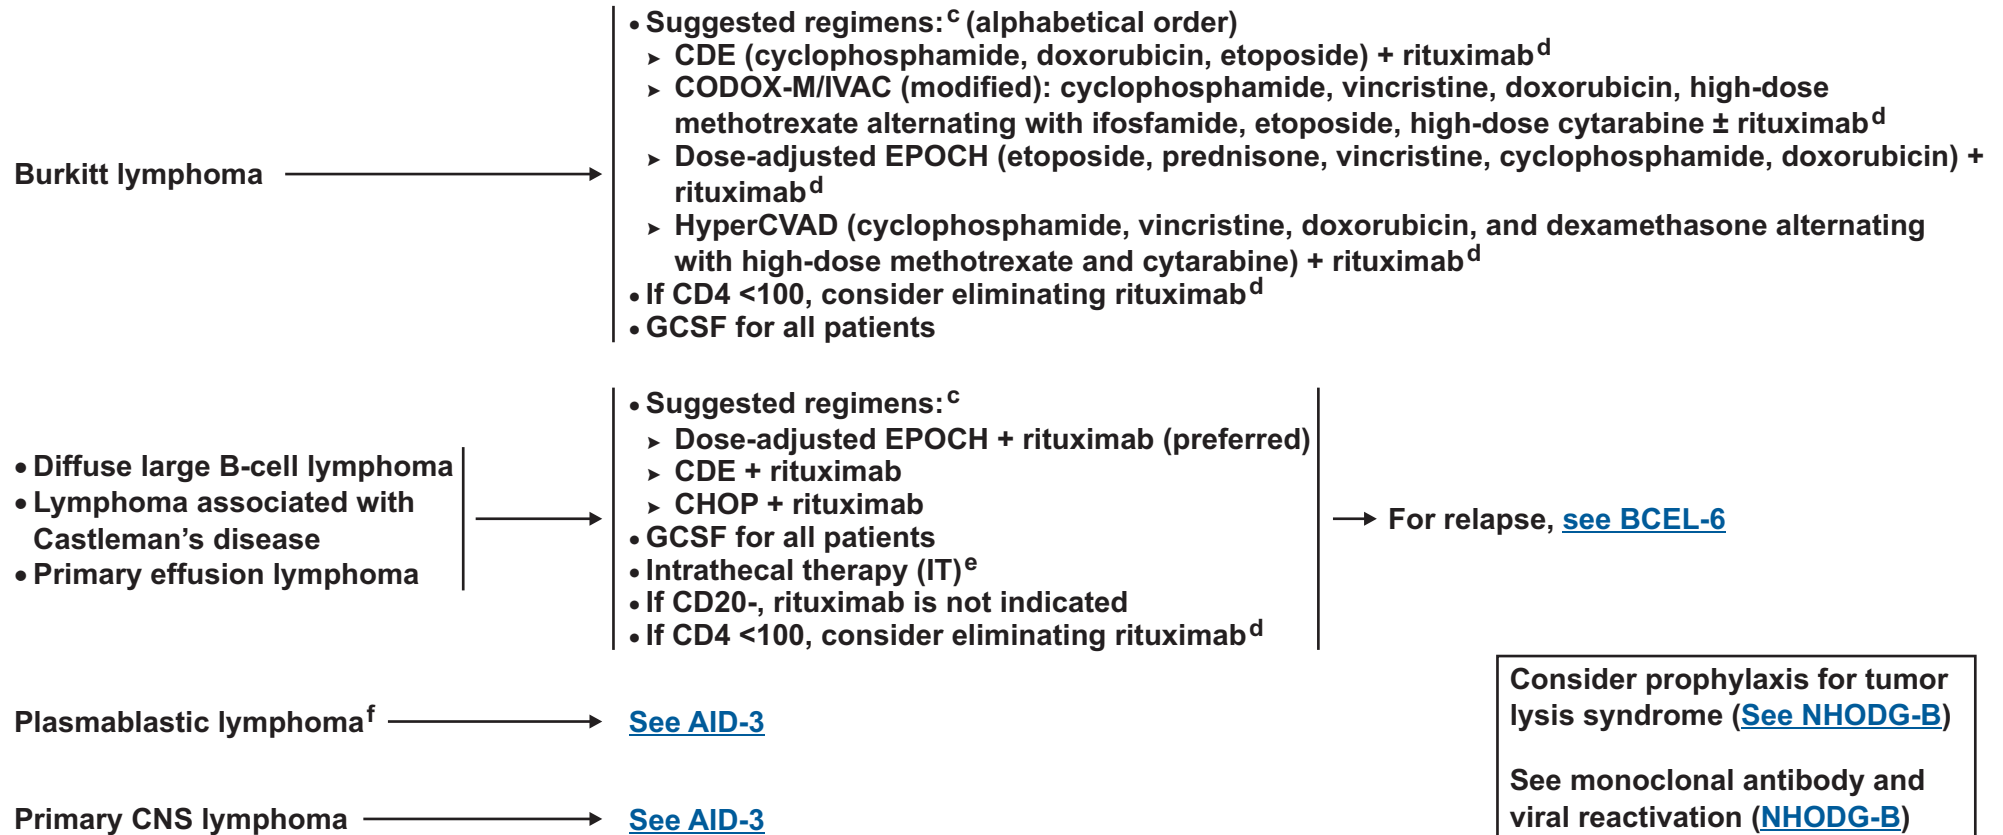 Burkitt lymphoma
• Suggested regimens:c (alphabetical order)
➤ CDE (cyclophosphamide, doxorubicin, etoposide) + rituximabd
➤ CODOX-M/IVAC (modified): cyclophosphamide, vincristine, doxorubicin, high-dose
methotrexate alternating with ifosfamide, etoposide, high-dose cytarabine ± rituximabd
➤ Dose-adjusted EPOCH (etoposide, prednisone, vincristine, cyclophosphamide, doxorubicin) +
rituximabd
➤ HyperCVAD (cyclophosphamide, vincristine, doxorubicin, and dexamethasone alternating
with high-dose methotrexate and cytarabine) + rituximabd
• If CD4 <100, consider eliminating rituximabd
• GCSF for all patients
• Diffuse large B-cell lymphoma
• Lymphoma associated with
Castleman’s disease
• Primary effusion lymphoma
• Suggested regimens:c
➤ Dose-adjusted EPOCH + rituximab (preferred)
➤ CDE + rituximab
➤ CHOP + rituximab
• GCSF for all patients
• Intrathecal therapy (IT)e
• If CD20-, rituximab is not indicated
• If CD4 <100, consider eliminating rituximabd
For relapse, see BCEL-6
Plasmablastic lymphomaf
See AID-3
Primary CNS lymphoma
See AID-3
Consider prophylaxis for tumor
lysis syndrome (See NHODG-B)
See monoclonal antibody and
viral reactivation (NHODG-B)